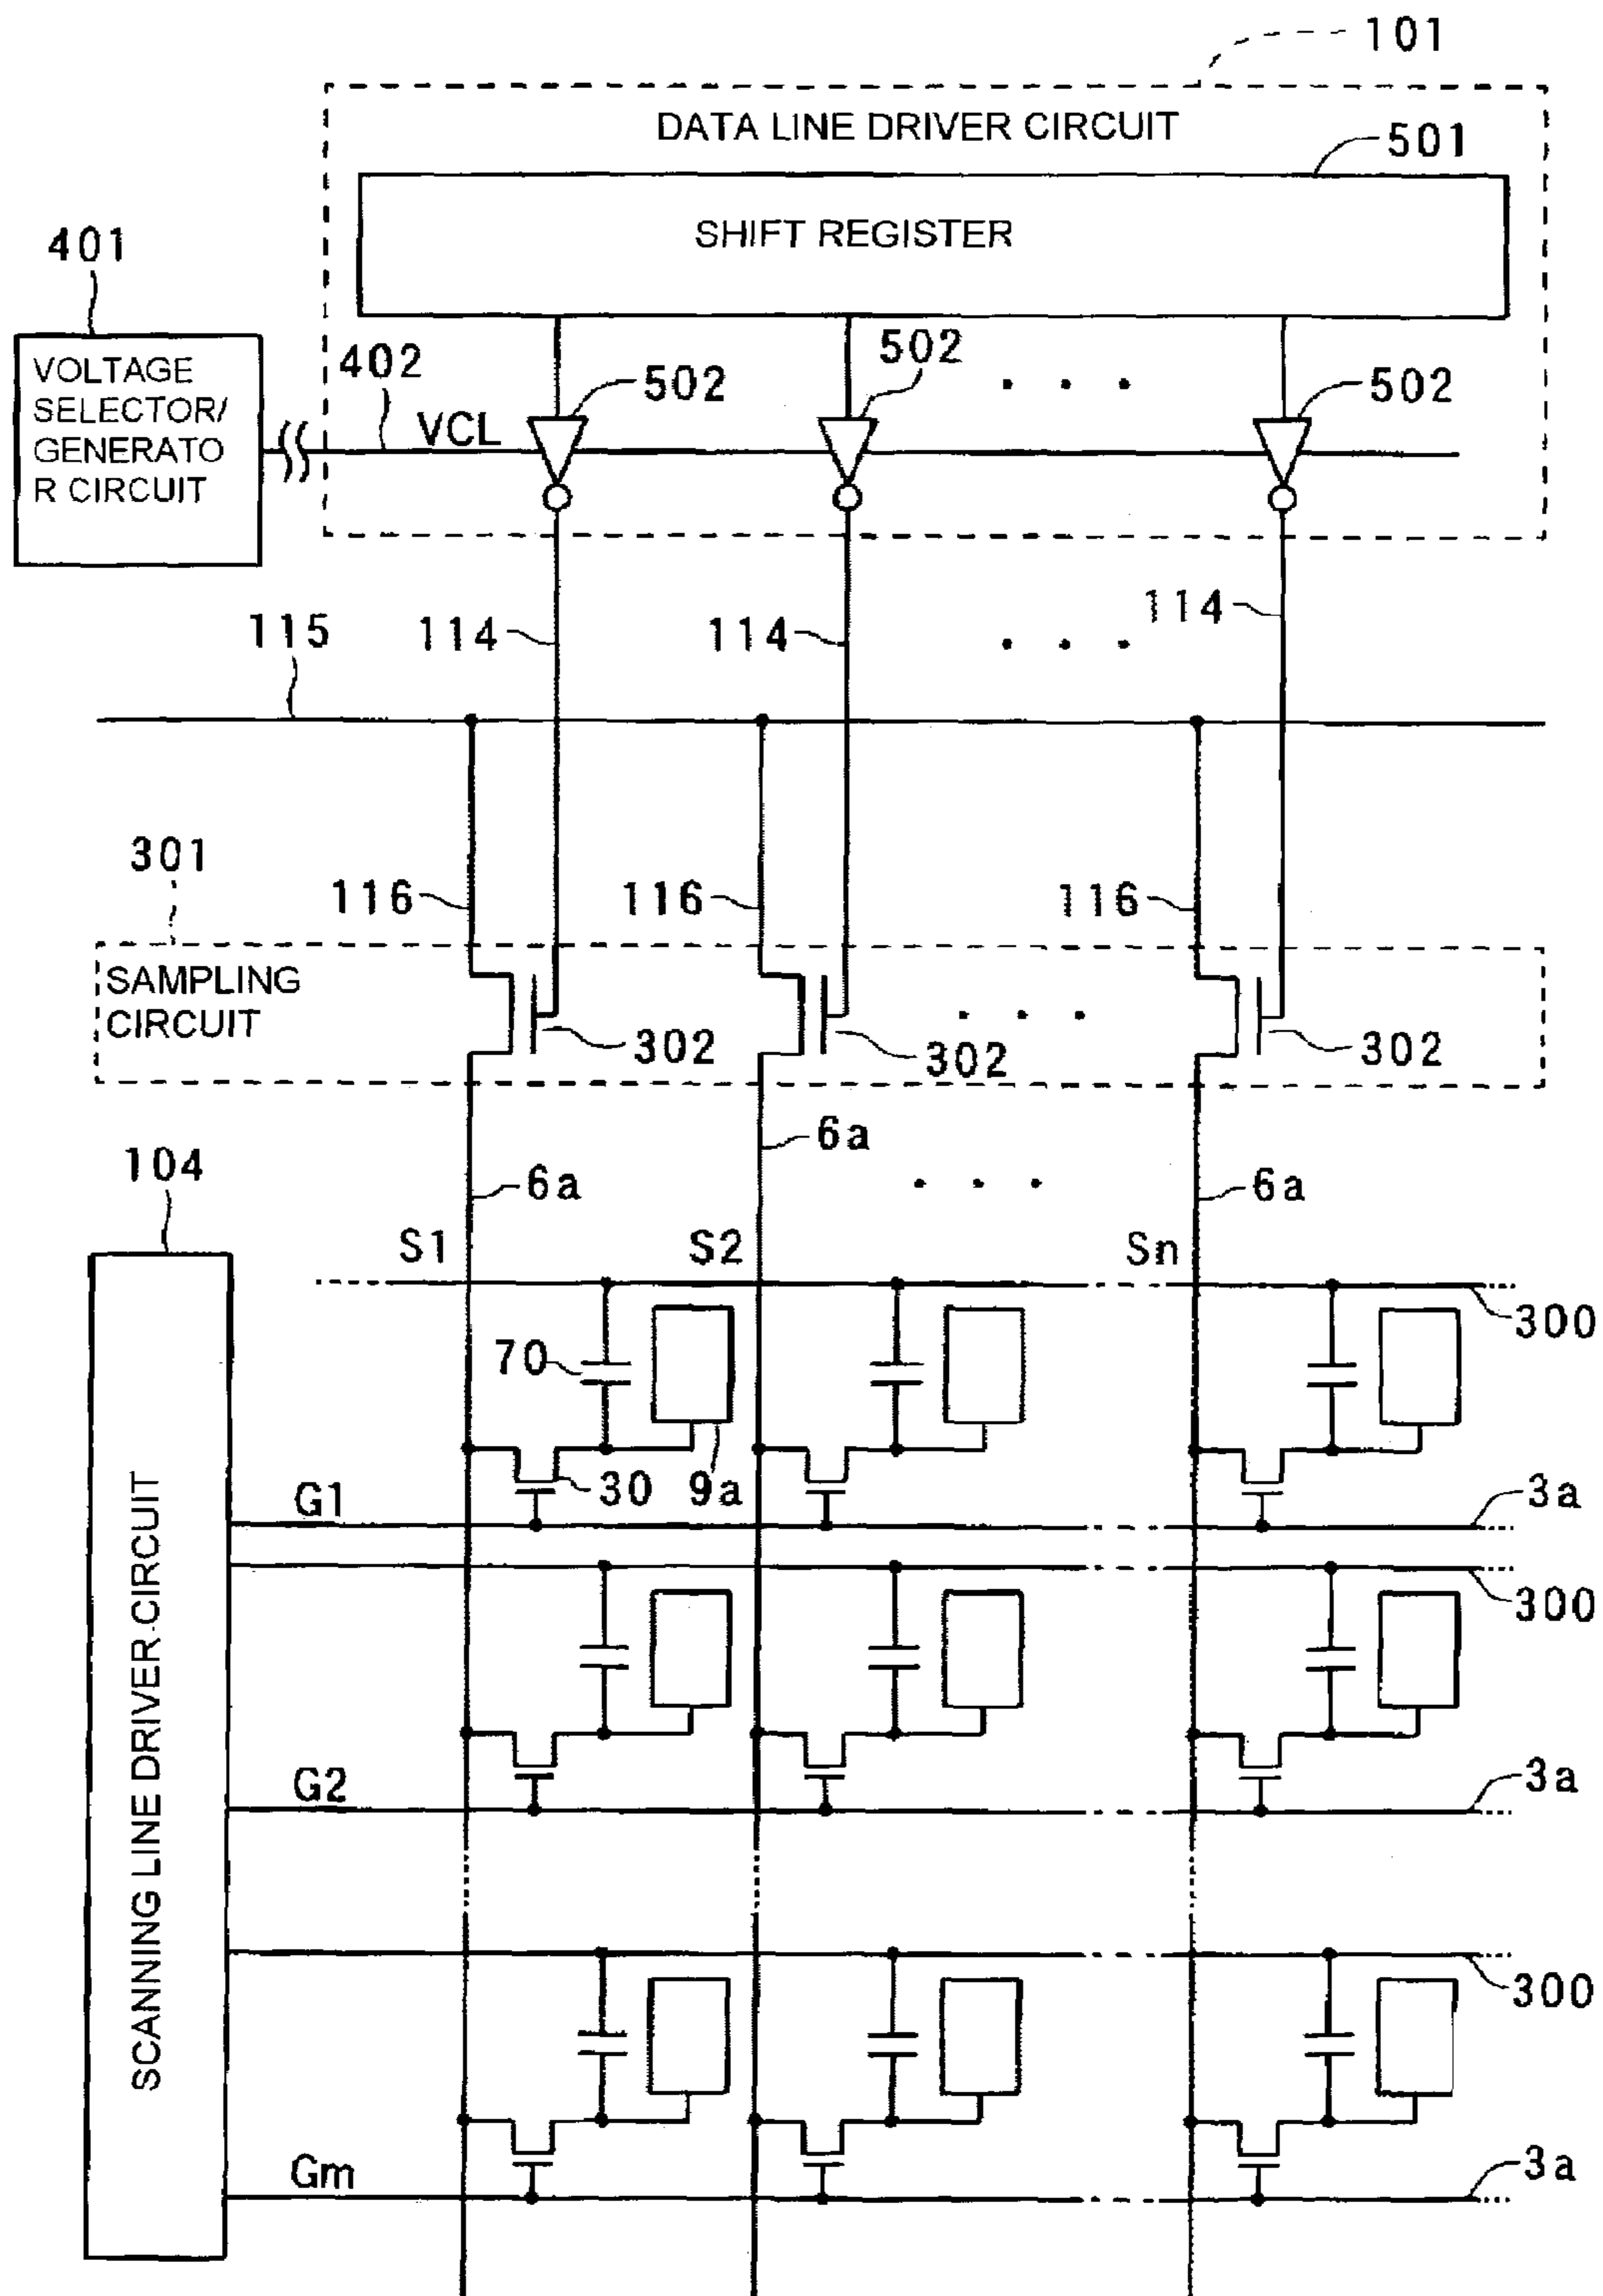 101
DATA LINE DRIVER CIRCUIT
501
SHIFT REGISTER
401
VOLTAGE
SELECTOR/
GENERATO
R CIRCUIT
402
VCL
502
502
502
. . .
115
114
114
114
. . .
301
116
116
116
SAMPLING
CIRCUIT
302
302
302
. . .
104
6a
6a
6a
. . .
S1
S2
Sn
300
70
30
9a
G1
3a
300
G2
3a
SCANNING LINE DRIVER CIRCUIT
300
Gm
3a